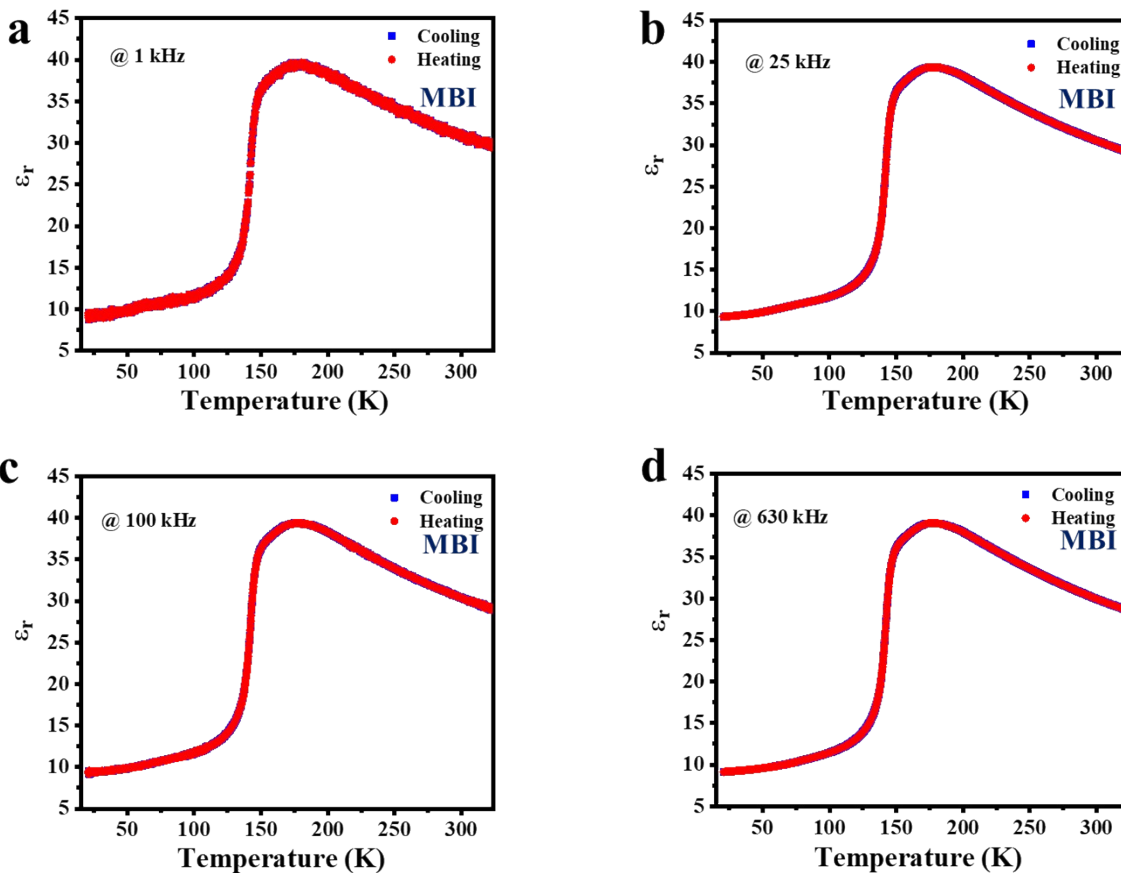 a
@ 1 kHz
Cooling
Heating
MBI
εr
45
40
35
30
25
20
15
10
5
50 100 150 200 250 300
Temperature (K)
b
@ 25 kHz
Cooling
Heating
MBI
εr
45
40
35
30
25
20
15
10
5
50 100 150 200 250 300
Temperature (K)
c
@ 100 kHz
Cooling
Heating
MBI
εr
45
40
35
30
25
20
15
10
5
50 100 150 200 250 300
Temperature (K)
d
@ 630 kHz
Cooling
Heating
MBI
εr
45
40
35
30
25
20
15
10
5
50 100 150 200 250 300
Temperature (K)